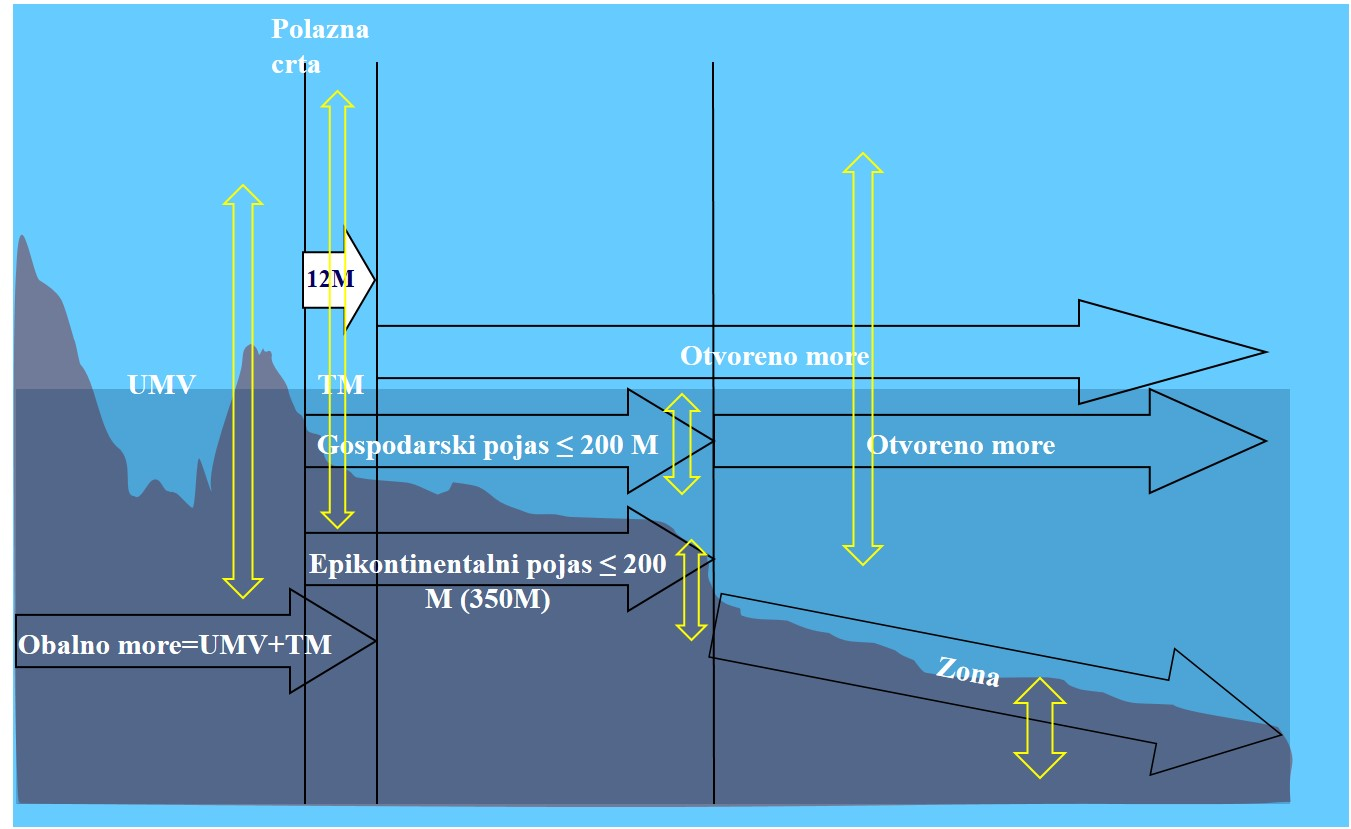 Polazna
crta
12M
Otvoreno more
UMV
TM
Gospodarski pojas ≤ 200 M
Otvoreno more
Epikontinentalni pojas ≤ 200
M (350M)
Obalno more=UMV+TM
Zona